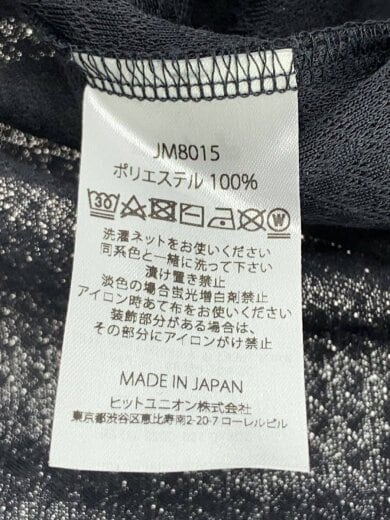 JM8015
ポリエステル 100%
洗濯ネットをお使いください
同系色と一緒に洗って下さい
漬け置き禁止
淡色の場合蛍光増白剤禁止
アイロン時あて布をお使いください
装飾部分がある場合は、
その部分にアイロンがけ禁止
MADE IN JAPAN
ヒットユニオン株式会社
東京都渋谷区恵比寿南2-20-7 ローレルビル